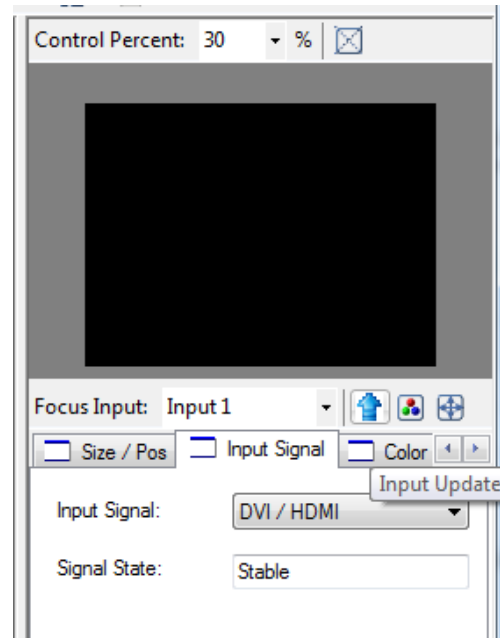 Control Percent: 30 %
Focus Input: Input 1
Size / Pos Input Signal Color
Input Update
Input Signal: DVI / HDMI
Signal State: Stable